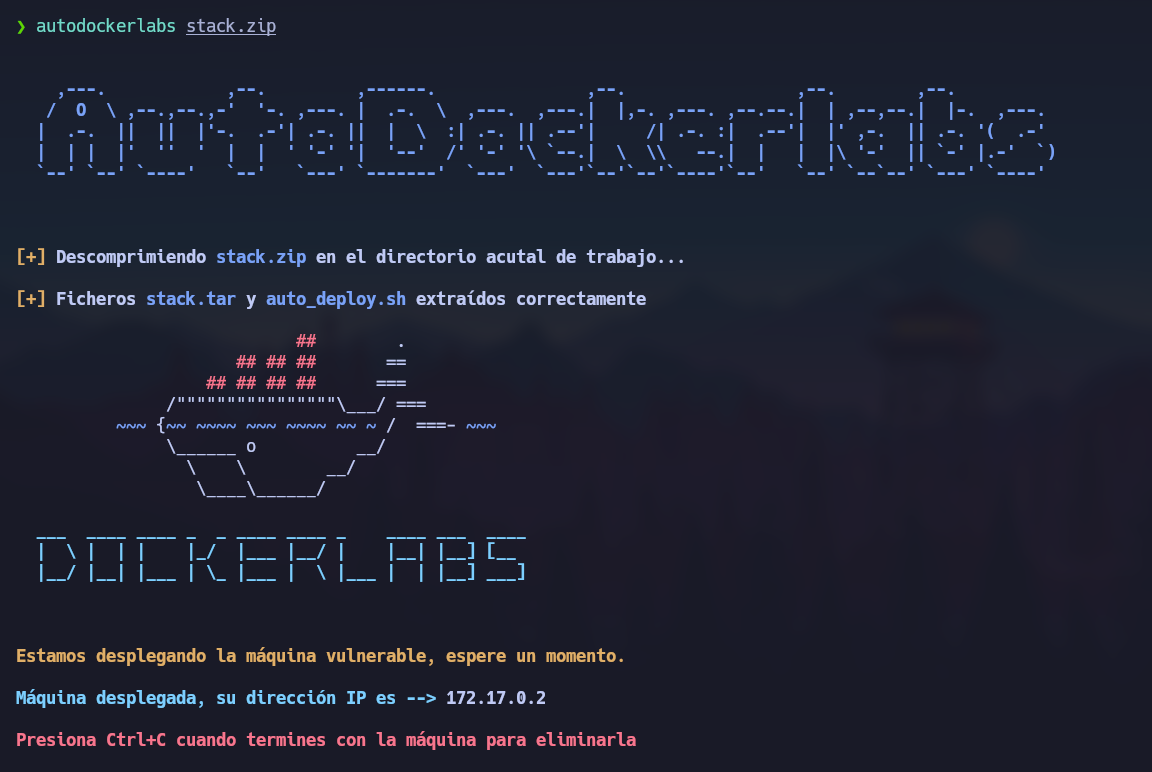 ❯ autodockerlabs stack.zip
AutoDockerlabs
[+] Descomprimiendo stack.zip en el directorio acutal de trabajo...
[+] Ficheros stack.tar y auto_deploy.sh extraídos correctamente
DOCKERLABS
Estamos desplegando la máquina vulnerable, espere un momento.
Máquina desplegada, su dirección IP es --> 172.17.0.2
Presiona Ctrl+C cuando termines con la máquina para eliminarla